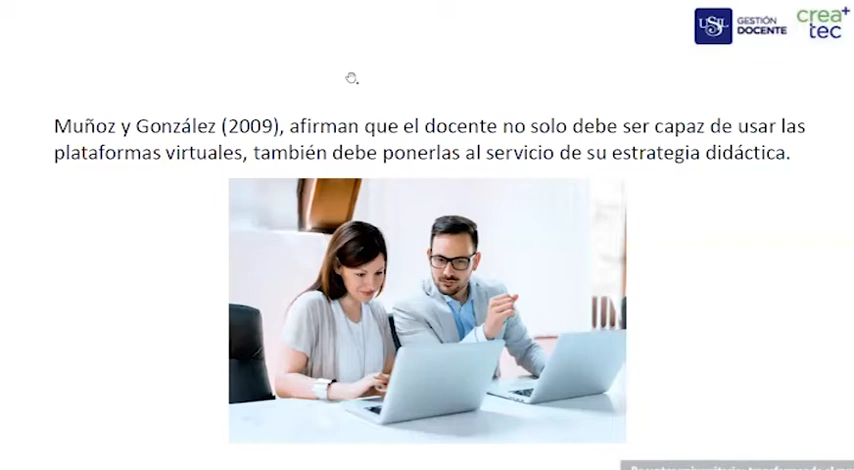 USIL GESTIÓN
DOCENTE
crea+
tec
Muñoz y González (2009), afirman que el docente no solo debe ser capaz de usar las
plataformas virtuales, también debe ponerlas al servicio de su estrategia didáctica.